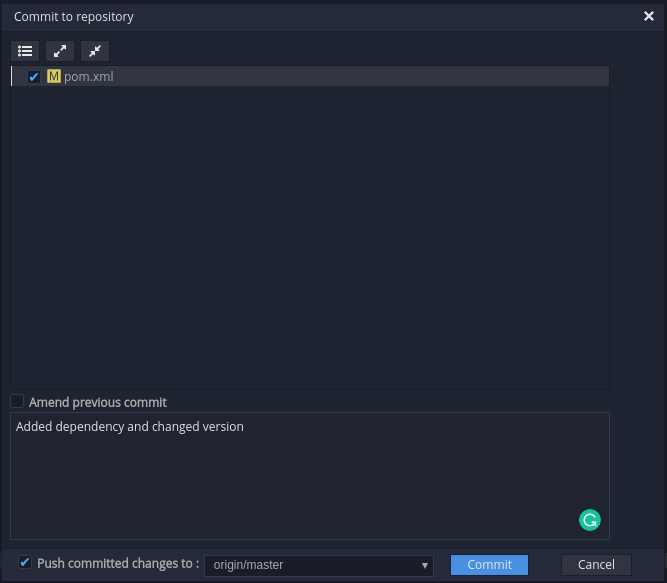 Commit to repository
M pom.xml
Amend previous commit
Added dependency and changed version
Push committed changes to :
origin/master
Commit
Cancel